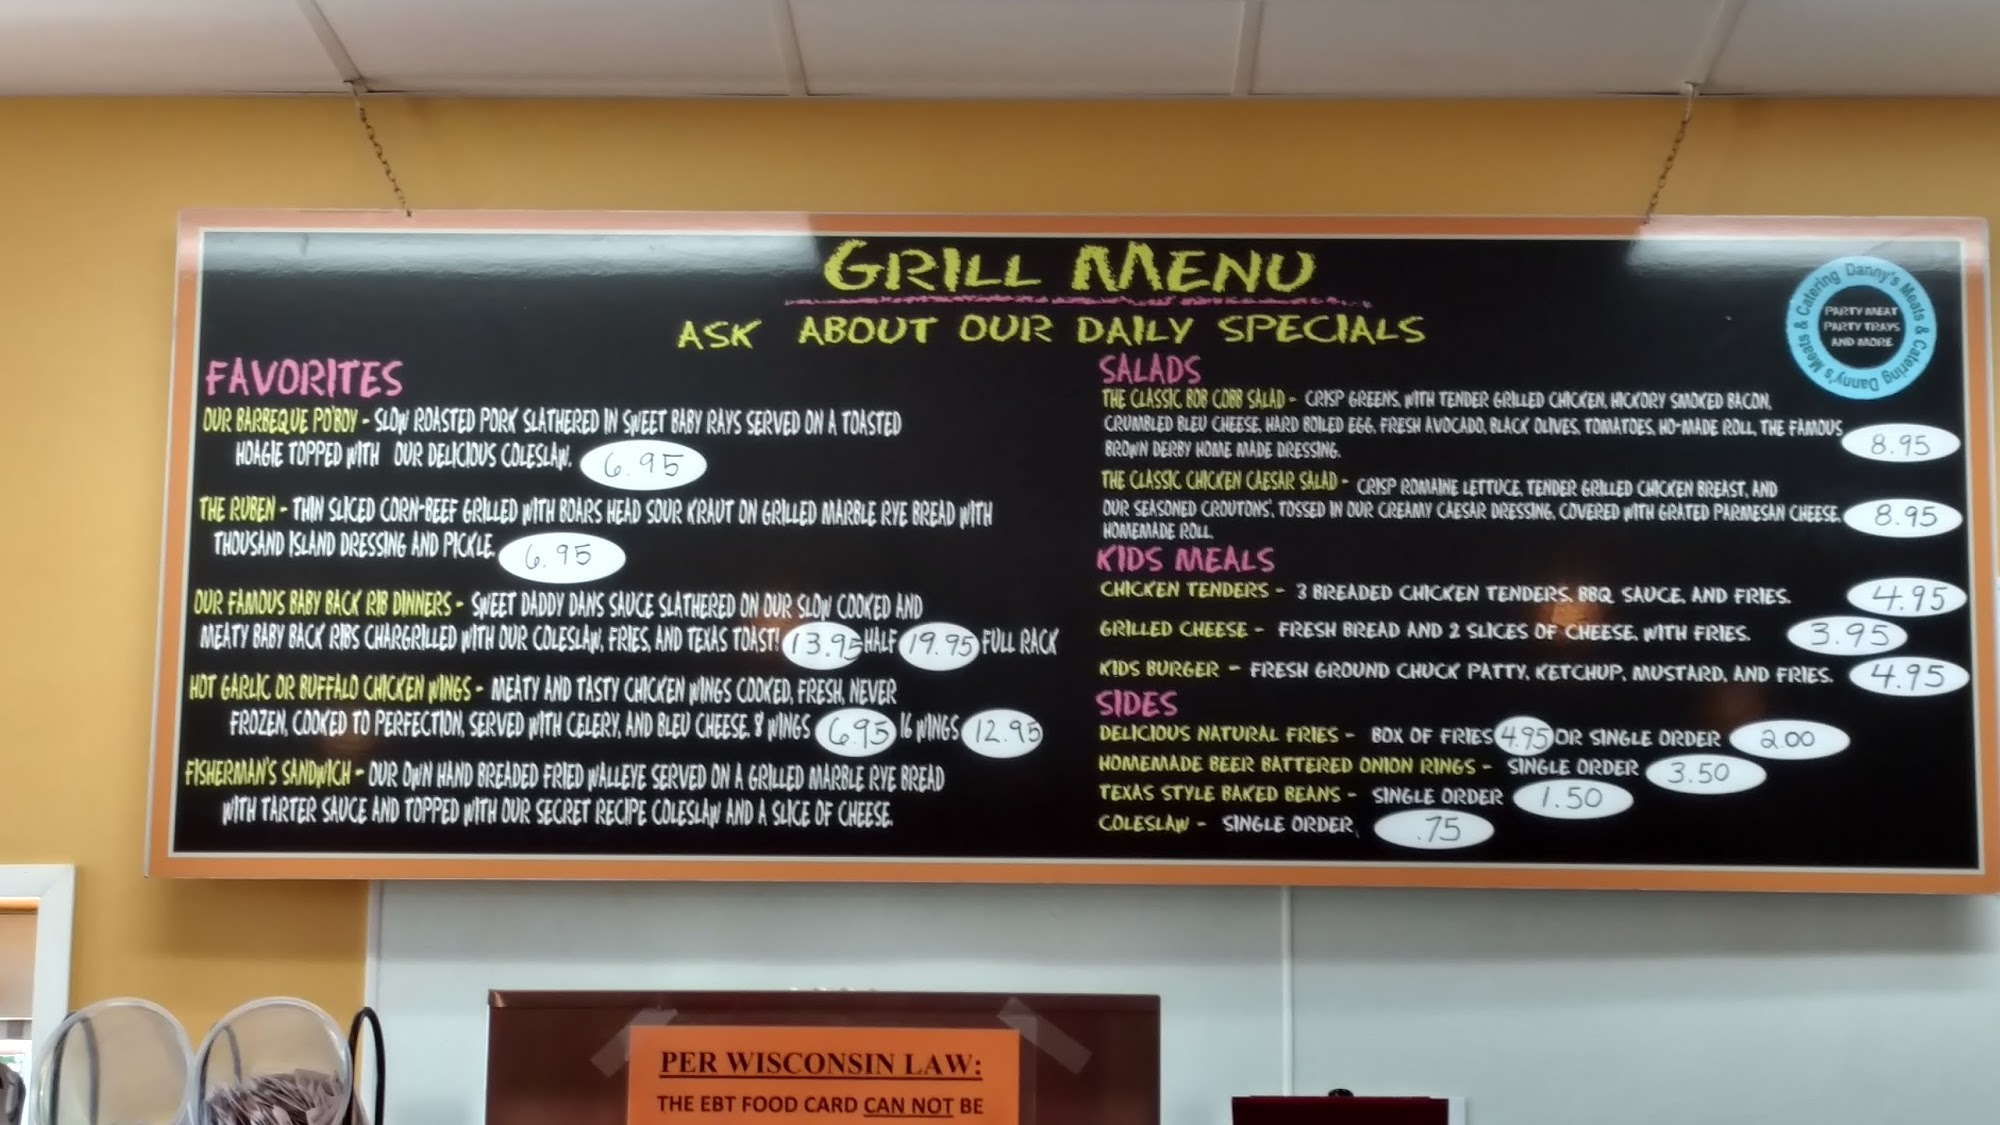 GRILL MENU
ASK ABOUT OUR DAILY SPECIALS
Danny's Meats & Catering Danny's Meats & Catering
PARTY MEAT
PARTY TRAYS
AND MORE
FAVORITES
OUR BARBEQUE PO'BOY - SLOW ROASTED PORK SLATHERED IN SWEET BABY RAYS SERVED ON A TOASTED
HOAGIE TOPPED WITH OUR DELICIOUS COLESLAW. 6.95
THE RUBEN - THIN SLICED CORN-BEEF GRILLED WITH BOARS HEAD SOUR KRAUT ON GRILLED MARBLE RYE BREAD WITH
THOUSAND ISLAND DRESSING AND PICKLE. 6.95
OUR FAMOUS BABY BACK RIB DINNERS - SWEET DADDY DANS SAUCE SLATHERED ON OUR SLOW COOKED AND
MEATY BABY BACK RIBS CHARGRILLED WITH OUR COLESLAW, FRIES, AND TEXAS TOAST! 13.95 HALF 19.95 FULL RACK
HOT GARLIC OR BUFFALO CHICKEN WINGS - MEATY AND TASTY CHICKEN WINGS COOKED, FRESH, NEVER
FROZEN, COOKED TO PERFECTION, SERVED WITH CELERY, AND BLEU CHEESE. 8 WINGS 6.95 16 WINGS 12.95
FISHERMAN'S SANDWICH - OUR OWN HAND BREADED FRIED WALLEYE SERVED ON A GRILLED MARBLE RYE BREAD
WITH TARTER SAUCE AND TOPPED WITH OUR SECRET RECIPE COLESLAW AND A SLICE OF CHEESE.
SALADS
THE CLASSIC BOB COBB SALAD - CRISP GREENS, WITH TENDER GRILLED CHICKEN, HICKORY SMOKED BACON,
CRUMBLED BLEU CHEESE, HARD BOILED EGG, FRESH AVOCADO, BLACK OLIVES, TOMATOES, HO-MADE ROLL, THE FAMOUS
BROWN DERBY HOME MADE DRESSING. 8.95
THE CLASSIC CHICKEN CAESAR SALAD - CRISP ROMAINE LETTUCE, TENDER GRILLED CHICKEN BREAST, AND
OUR SEASONED CROUTONS', TOSSED IN OUR CREAMY CAESAR DRESSING, COVERED WITH GRATED PARMESAN CHEESE, 8.95
HOMEMADE ROLL.
KIDS MEALS
CHICKEN TENDERS - 3 BREADED CHICKEN TENDERS, BBQ SAUCE, AND FRIES. 4.95
GRILLED CHEESE - FRESH BREAD AND 2 SLICES OF CHEESE, WITH FRIES. 3.95
KIDS BURGER - FRESH GROUND CHUCK PATTY, KETCHUP, MUSTARD, AND FRIES. 4.95
SIDES
DELICIOUS NATURAL FRIES - BOX OF FRIES 4.95 OR SINGLE ORDER 2.00
HOMEMADE BEER BATTERED ONION RINGS - SINGLE ORDER 3.50
TEXAS STYLE BAKED BEANS - SINGLE ORDER 1.50
COLESLAW - SINGLE ORDER .75
PER WISCONSIN LAW:
THE EBT FOOD CARD CAN NOT BE